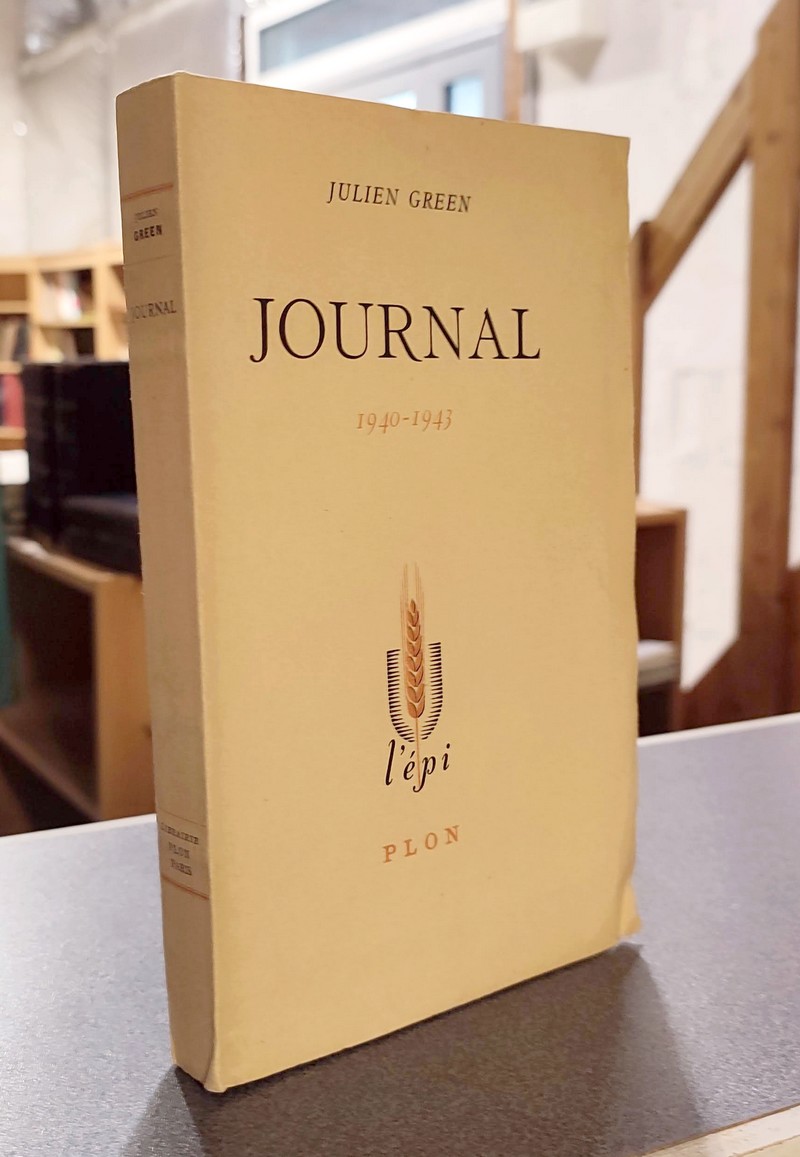 JULIEN GREEN
JOURNAL
1940-1943
l'épi
PLON
JULIEN
GREEN
JOURNAL
LIBRAIRIE
PLON
PARIS